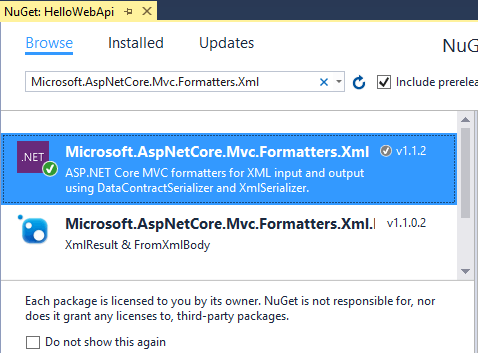 NuGet: HelloWebApi
Browse Installed Updates NuG
Microsoft.AspNetCore.Mvc.Formatters.Xml Include prerelea
.NET Microsoft.AspNetCore.Mvc.Formatters.Xml v1.1.2
ASP.NET Core MVC formatters for XML input and output
using DataContractSerializer and XmlSerializer.
Microsoft.AspNetCore.Mvc.Formatters.Xml. v1.1.0.2
XmlResult & FromXmlBody
Each package is licensed to you by its owner. NuGet is not responsible for, nor
does it grant any licenses to, third-party packages.
Do not show this again